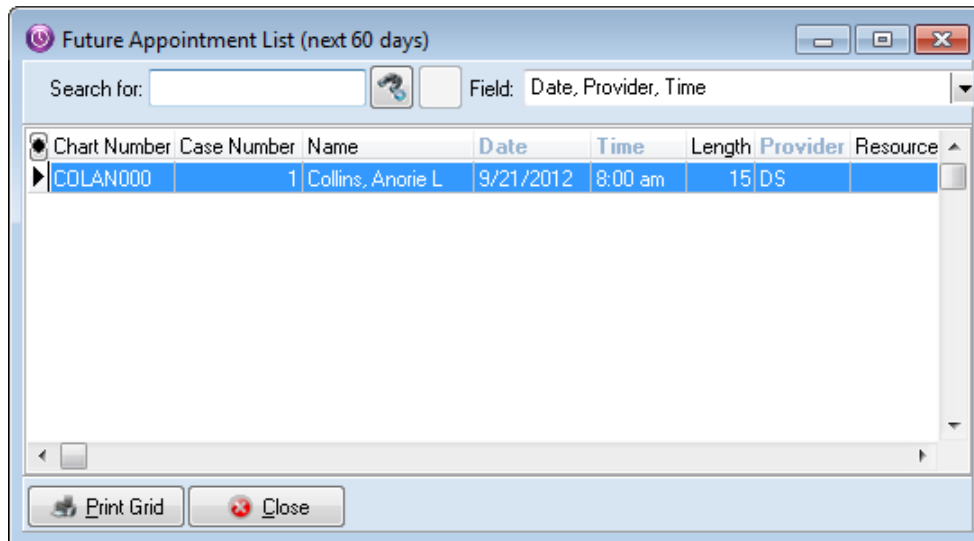 Future Appointment List (next 60 days)
Search for: Field: Date, Provider, Time
Chart Number Case Number Name Date Time Length Provider Resource
COLAN000 1 Collins, Anorie L 9/21/2012 8:00 am 15 DS
Print Grid Close